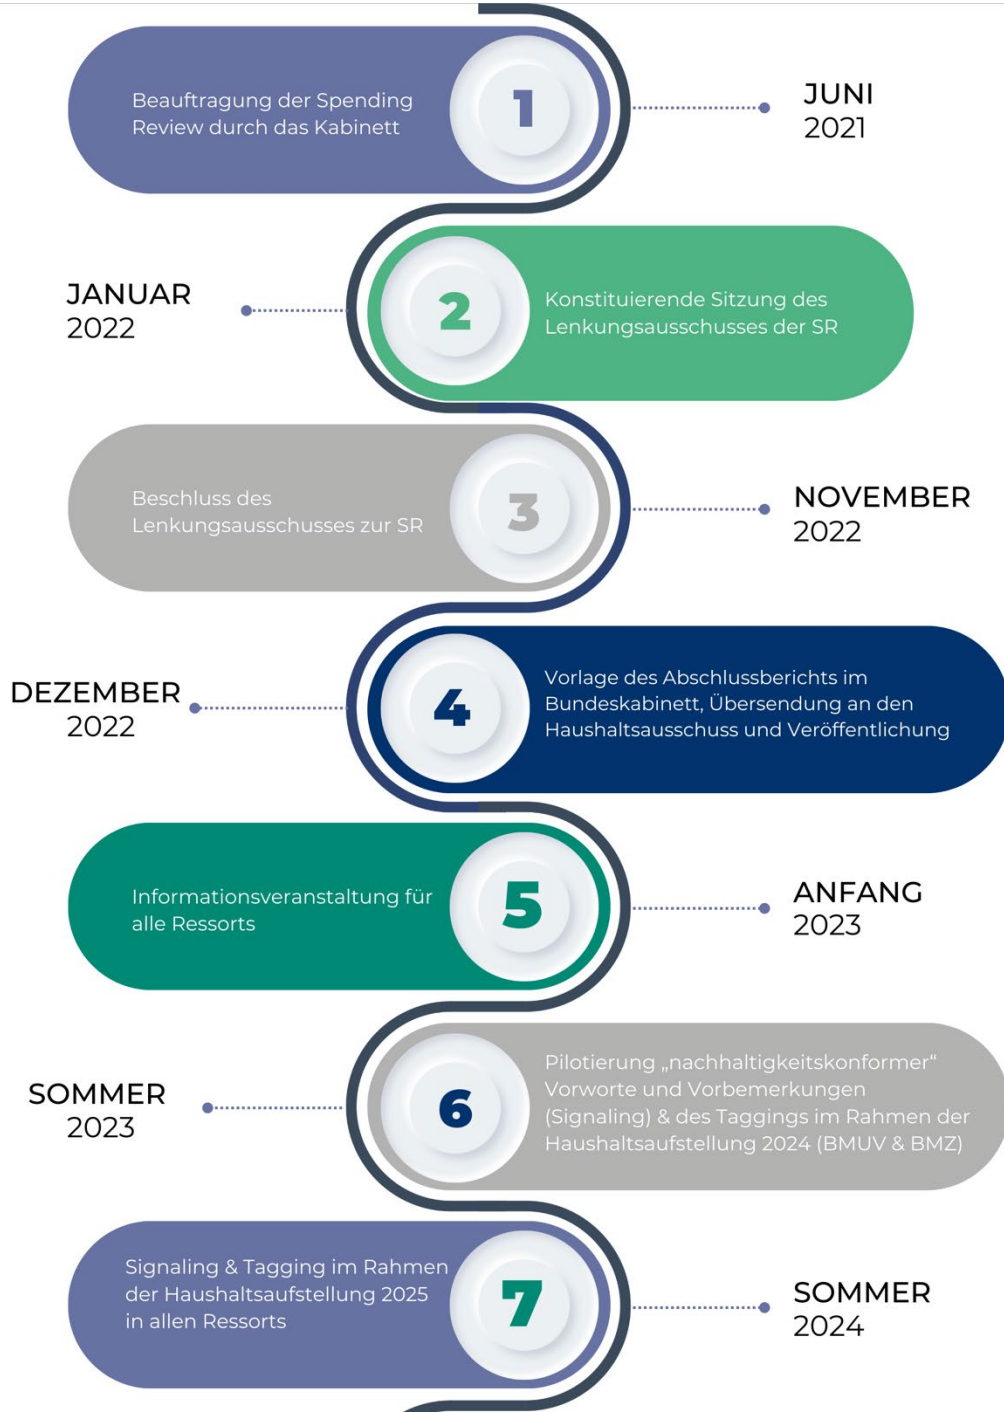 Beauftragung der Spending
Review durch das Kabinett
1
JUNI
2021
JANUAR
2022
2
Konstituierende Sitzung des
Lenkungsausschusses der SR
Beschluss des
Lenkungsausschusses zur SR
3
NOVEMBER
2022
DEZEMBER
2022
4
Vorlage des Abschlussberichts im
Bundeskabinett, Übersendung an den
Haushaltsausschuss und Veröffentlichung
Informationsveranstaltung für
alle Ressorts
5
ANFANG
2023
SOMMER
2023
6
Pilotierung „nachhaltigkeitskonformer“
Vorworte und Vorbemerkungen
(Signaling) & des Taggings im Rahmen der
Haushaltsaufstellung 2024 (BMUV & BMZ)
Signaling & Tagging im Rahmen
der Haushaltsaufstellung 2025
in allen Ressorts
7
SOMMER
2024